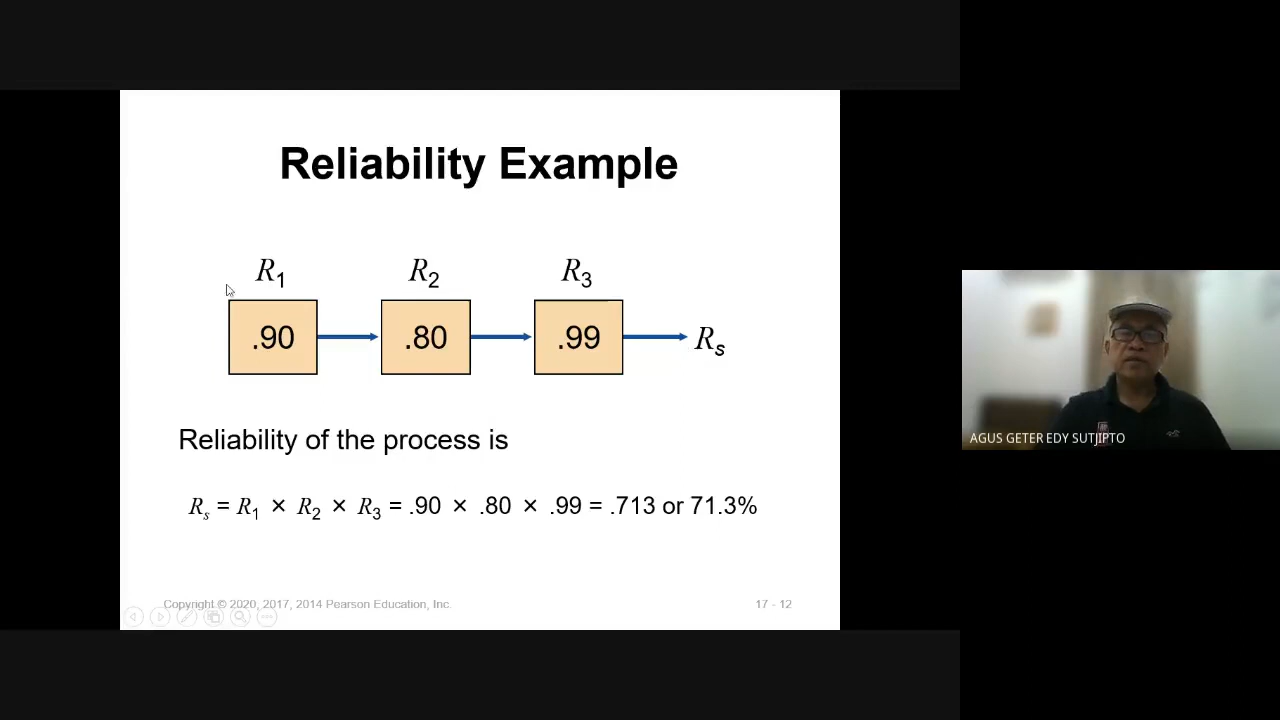 Reliability Example
R1 R2 R3
.90 .80 .99 Rs
Reliability of the process is
Rs = R1 × R2 × R3 = .90 × .80 × .99 = .713 or 71.3%
Copyright © 2020, 2017, 2014 Pearson Education, Inc. 17 - 12
AGUS GETER EDY SUTJIPTO